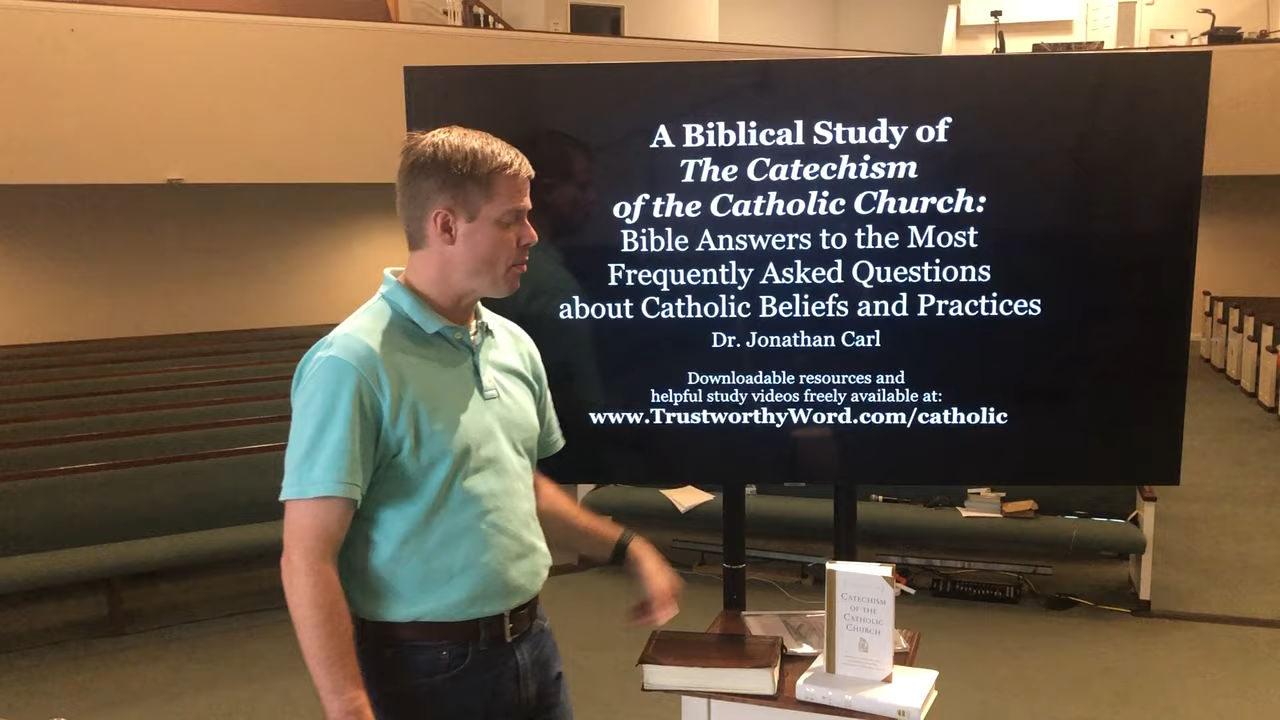 A Biblical Study of
The Catechism
of the Catholic Church:
Bible Answers to the Most
Frequently Asked Questions
about Catholic Beliefs and Practices
Dr. Jonathan Carl
Downloadable resources and
helpful study videos freely available at:
www.TrustworthyWord.com/catholic
CATECHISM
OF THE
CATHOLIC
CHURCH